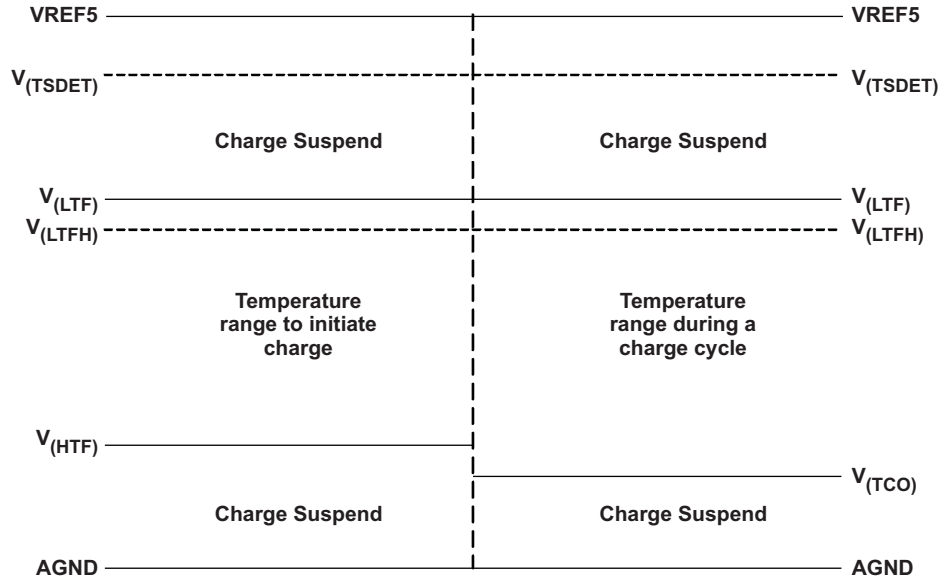 VREF5 VREF5
V(TSDET) V(TSDET)
Charge Suspend Charge Suspend
V(LTF) V(LTF)
V(LTFH) V(LTFH)
Temperature
range to initiate
charge
Temperature
range during a
charge cycle
V(HTF)
V(TCO)
Charge Suspend Charge Suspend
AGND AGND